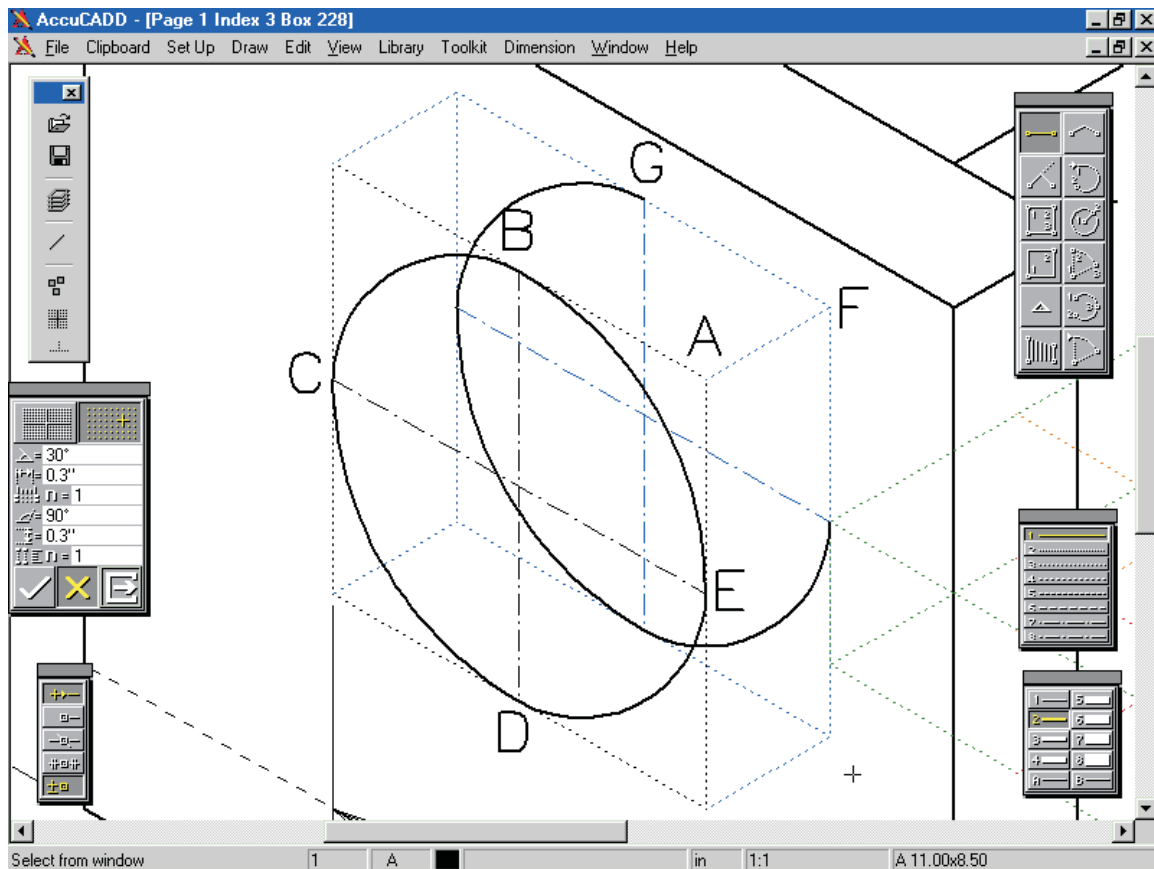 AccuCADD - [Page 1 Index 3 Box 228]
File Clipboard Set Up Draw Edit View Library Toolkit Dimension Window Help
G
B
F
A
C
E
D
= 30°
= 0.3"
n = 1
= 90°
= 0.3"
n = 1
Select from window 1 A in 1:1 A 11.00x8.50